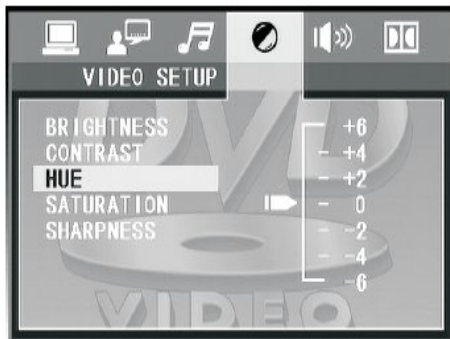 VIDEO SETUP
BRIGHTNESS
CONTRAST
HUE
SATURATION
SHARPNESS
+6
- +4
- +2
- 0
- -2
- -4
-6
DVD
VIDEO